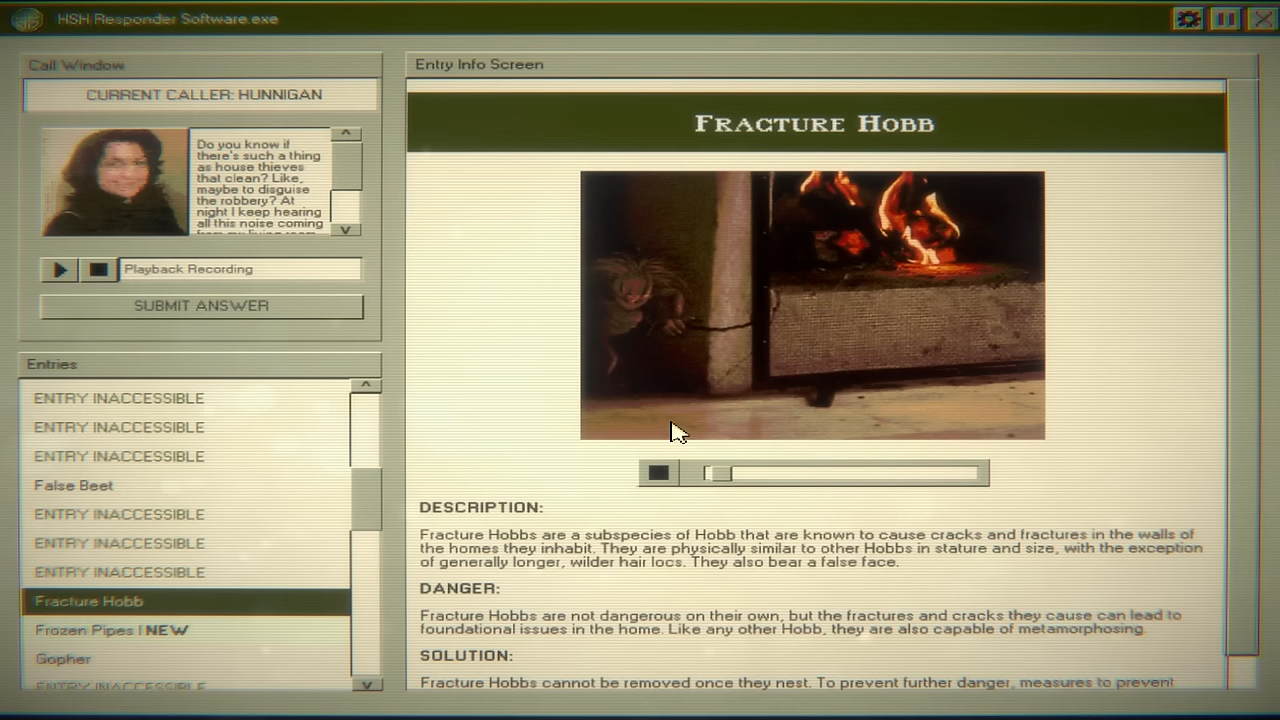 HSH Responder Software.exe
Call Window
CURRENT CALLER: HUNNIGAN
Do you know if
there's such a thing
as house thieves
that clean? Like,
maybe to disguise
the robbery? At
night I keep hearing
all this noise coming
from my living room
Playback Recording
SUBMIT ANSWER
Entries
ENTRY INACCESSIBLE
ENTRY INACCESSIBLE
ENTRY INACCESSIBLE
False Beet
ENTRY INACCESSIBLE
ENTRY INACCESSIBLE
ENTRY INACCESSIBLE
Fracture Hobb
Frozen Pipes | NEW
Gopher
ENTRY INACCESSIBLE
Entry Info Screen
Fracture Hobb
DESCRIPTION:
Fracture Hobbs are a subspecies of Hobb that are known to cause cracks and fractures in the walls of
the homes they inhabit. They are physically similar to other Hobbs in stature and size, with the exception
of generally longer, wilder hair locs. They also bear a false face.
DANGER:
Fracture Hobbs are not dangerous on their own, but the fractures and cracks they cause can lead to
foundational issues in the home. Like any other Hobb, they are also capable of metamorphosing.
SOLUTION:
Fracture Hobbs cannot be removed once they nest. To prevent further danger, measures to prevent